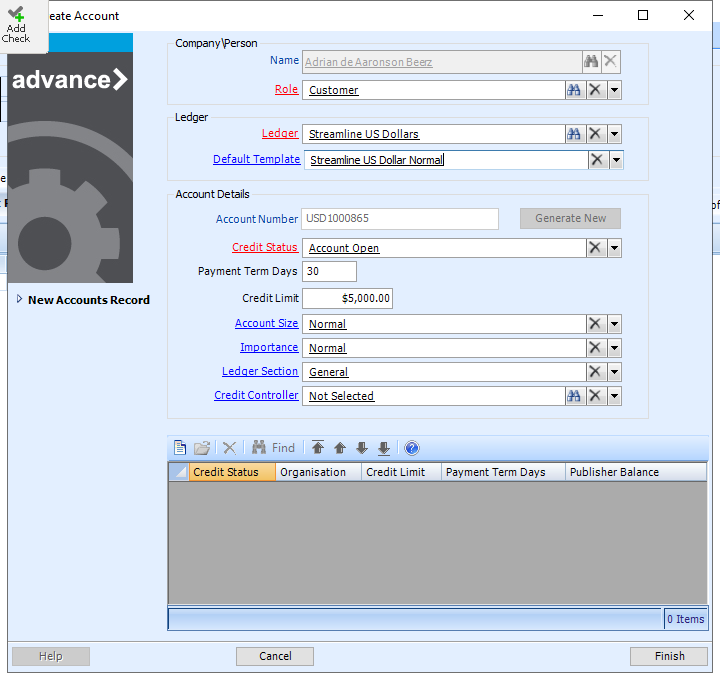 Add
Check
eate Account
advance
New Accounts Record
Company\Person
Name Adrian de Aaronson Beerz
Role Customer
Ledger
Ledger Streamline US Dollars
Default Template Streamline US Dollar Normal
Account Details
Account Number USD1000865 Generate New
Credit Status Account Open
Payment Term Days 30
Credit Limit $5,000.00
Account Size Normal
Importance Normal
Ledger Section General
Credit Controller Not Selected
Find
Credit Status Organisation Credit Limit Payment Term Days Publisher Balance
0 Items
Help Cancel Finish